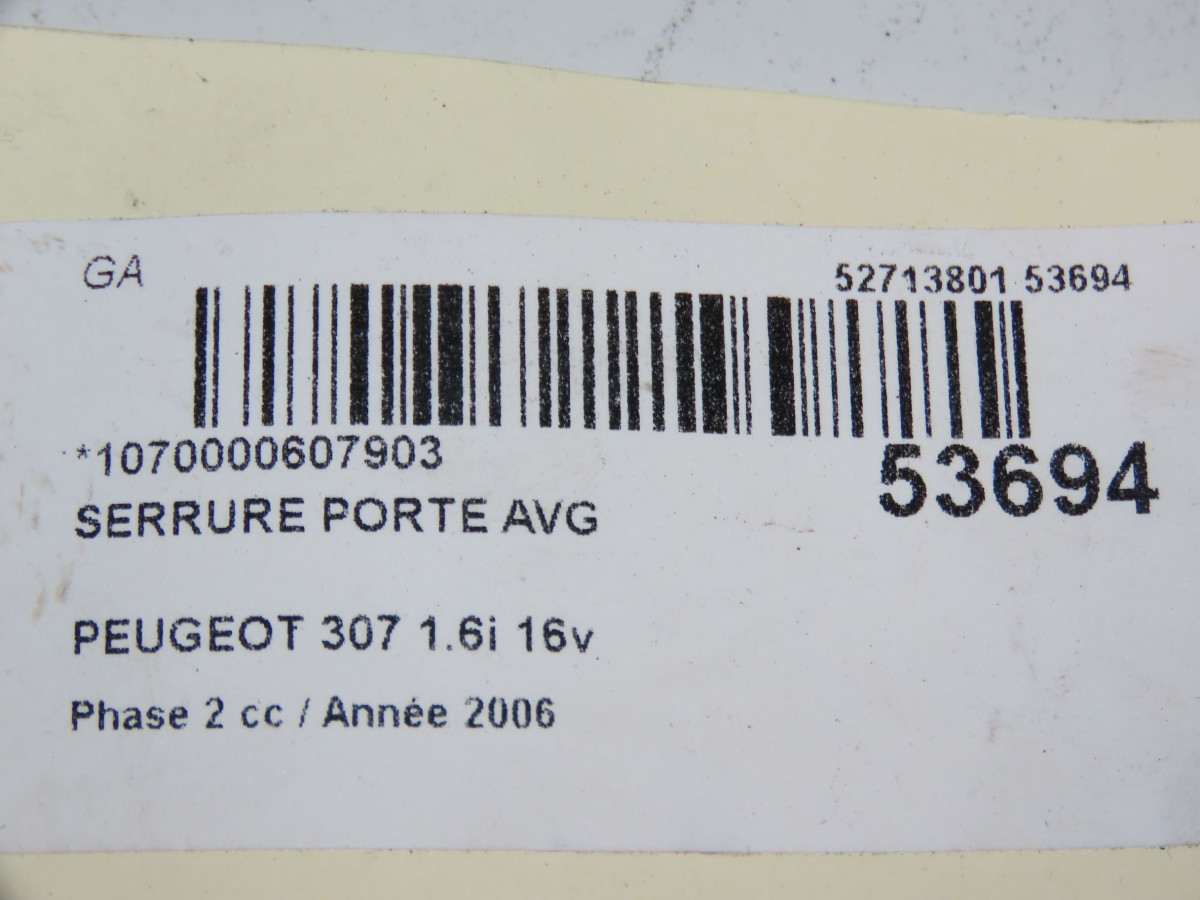 GA
52713801 53694
*1070000607903
53694
SERRURE PORTE AVG
PEUGEOT 307 1.6i 16v
Phase 2 cc / Année 2006